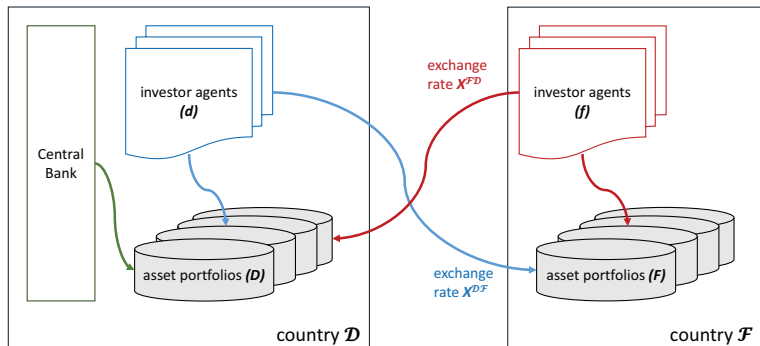 investor agents
(d)
exchange
rate X^{ℱ𝒟}
investor agents
(f)
Central
Bank
asset portfolios (D)
exchange
rate X^{𝒟ℱ}
asset portfolios (F)
country 𝒟
country ℱ